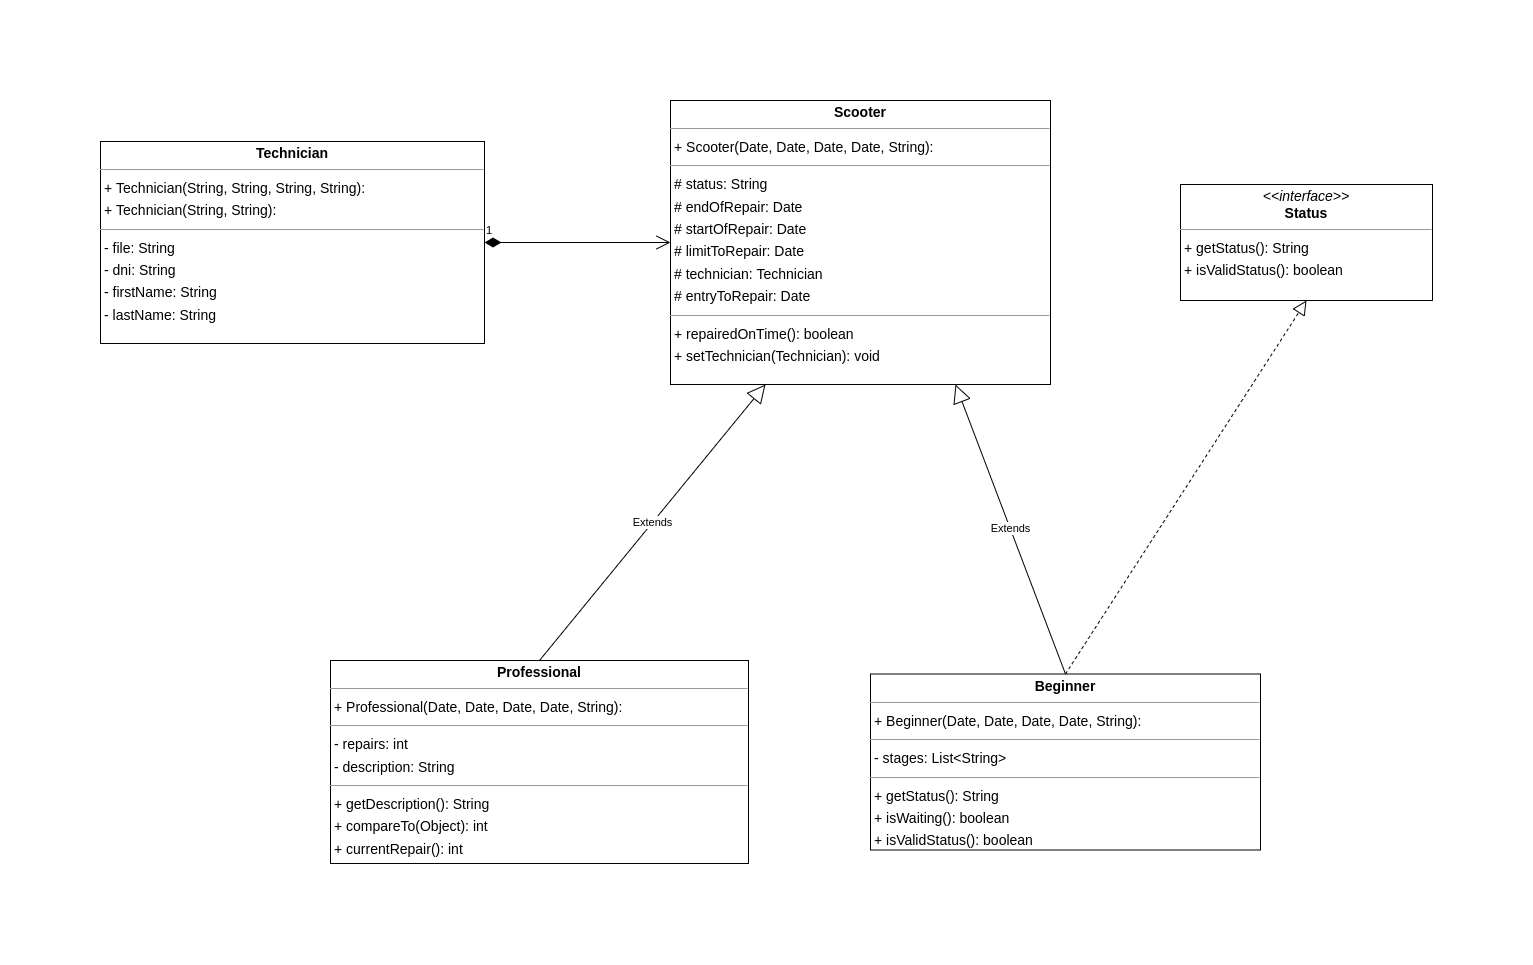 Technician
+ Technician(String, String, String, String):
+ Technician(String, String):
- file: String
- dni: String
- firstName: String
- lastName: String
1
Scooter
+ Scooter(Date, Date, Date, Date, String):
# status: String
# endOfRepair: Date
# startOfRepair: Date
# limitToRepair: Date
# technician: Technician
# entryToRepair: Date
+ repairedOnTime(): boolean
+ setTechnician(Technician): void
<<interface>>
Status
+ getStatus(): String
+ isValidStatus(): boolean
Extends
Extends
Professional
+ Professional(Date, Date, Date, Date, String):
- repairs: int
- description: String
+ getDescription(): String
+ compareTo(Object): int
+ currentRepair(): int
Beginner
+ Beginner(Date, Date, Date, Date, String):
- stages: List<String>
+ getStatus(): String
+ isWaiting(): boolean
+ isValidStatus(): boolean